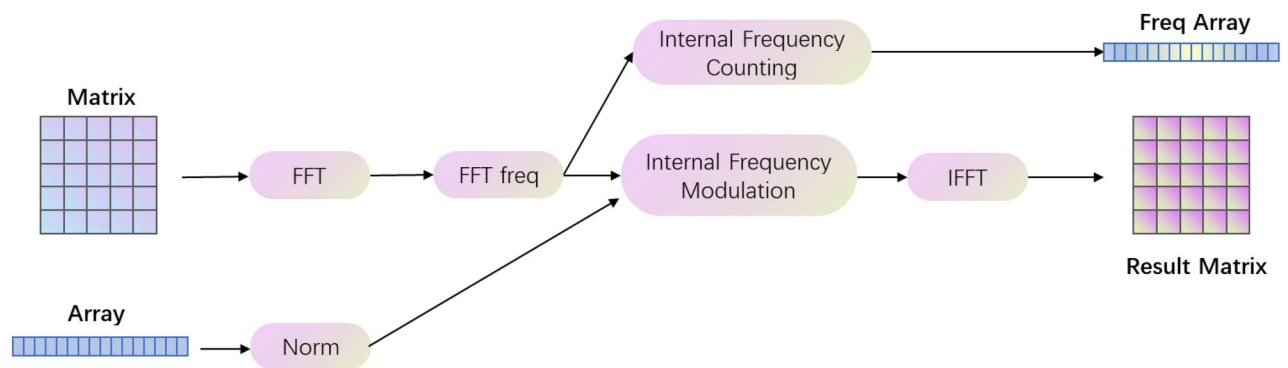 Freq Array
Internal Frequency
Counting
Matrix
FFT
FFT freq
Internal Frequency
Modulation
IFFT
Result Matrix
Array
Norm